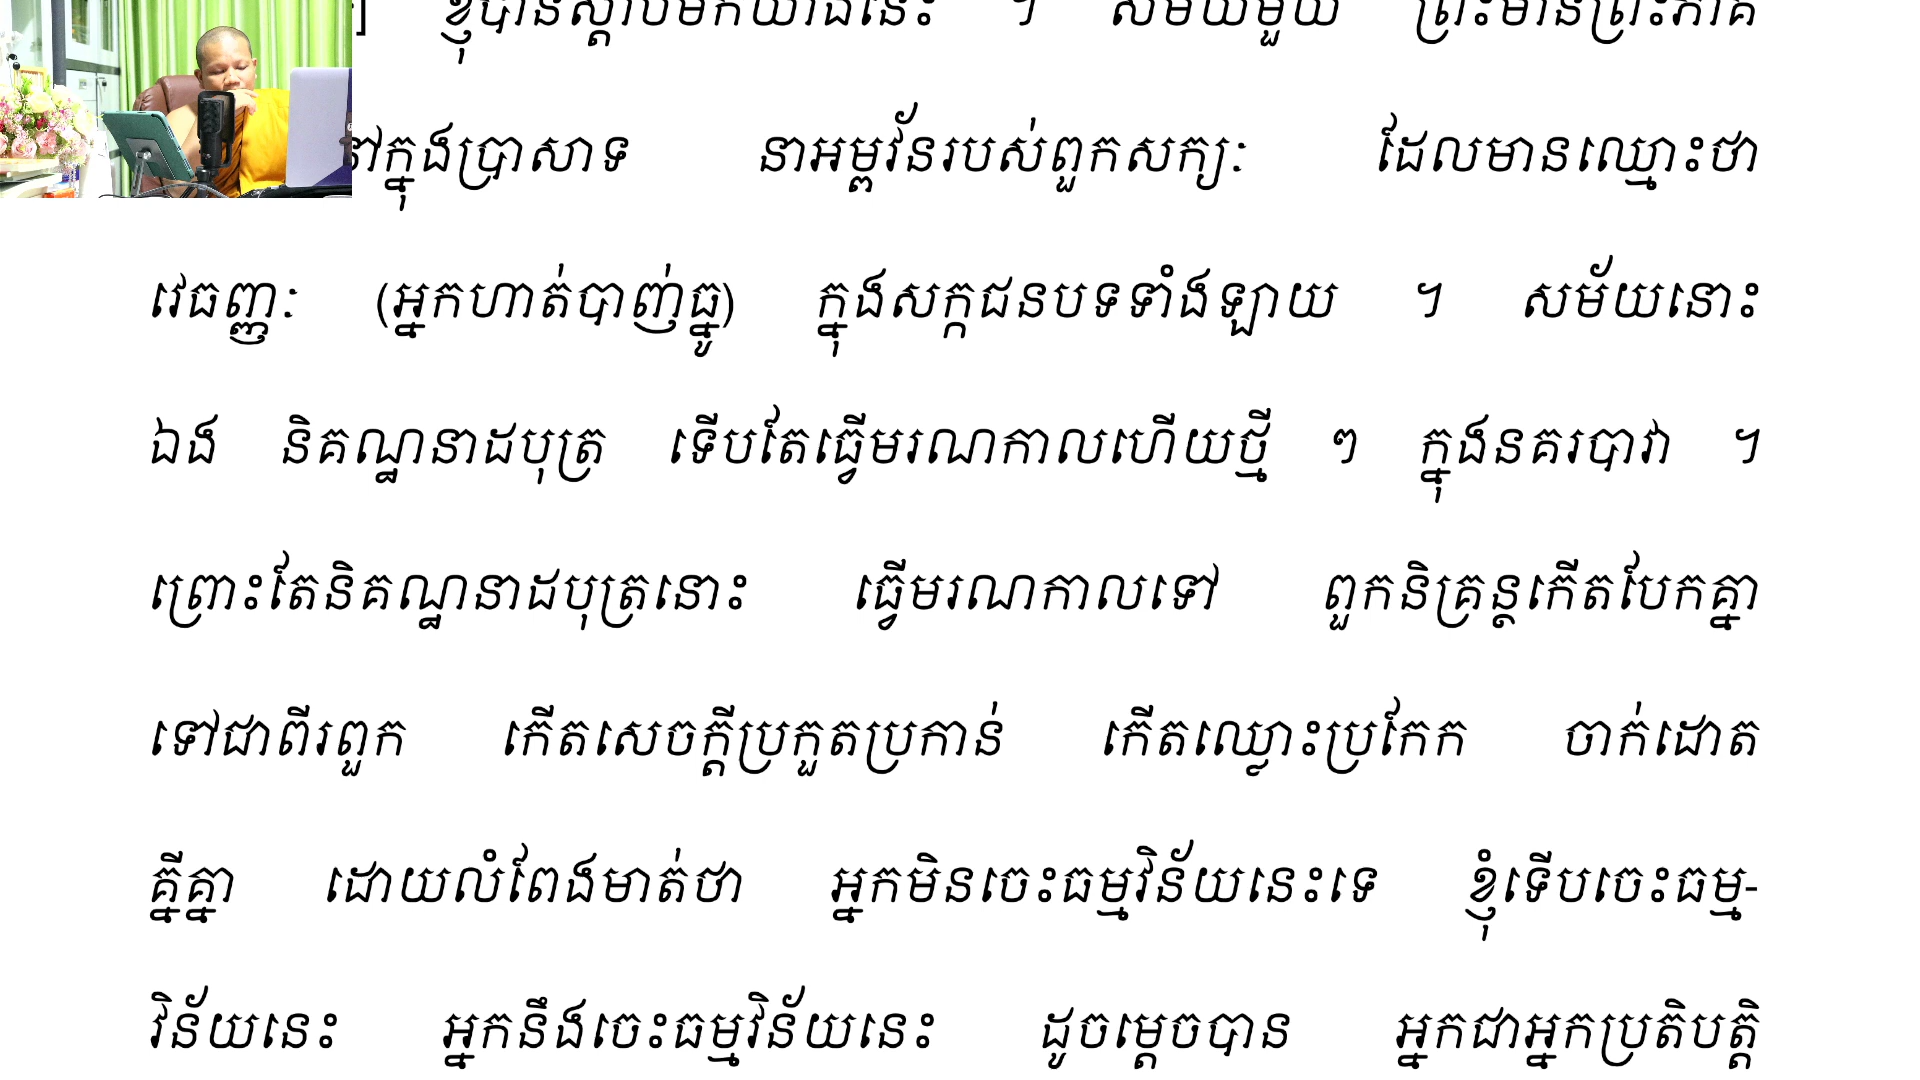 ខ្ញុំបានស្តាប់មកយ៉ាងនេះ ។ សម័យមួយ ព្រះមានព្រះភាគ
នៅក្នុងប្រាសាទ នាអម្ពវ័នរបស់ពួកសក្យៈ ដែលមានឈ្មោះថា
វេធញ្ញៈ (អ្នកហាត់បាញ់ធ្នូ) ក្នុងសក្កជនបទទាំងឡាយ ។ សម័យនោះ
ឯង និគណ្ឋនាដបុត្រ ទើបតែធ្វើមរណកាលហើយថ្មី ៗ ក្នុងនគរបាវា ។
ព្រោះតែនិគណ្ឋនាដបុត្រនោះ ធ្វើមរណកាលទៅ ពួកនិគ្រន្ថកើតបែកគ្នា
ទៅជាពីរពួក កើតសេចក្តីប្រកួតប្រកាន់ កើតឈ្លោះប្រកែក ចាក់ដោត
គ្នីគ្នា ដោយលំពែងមាត់ថា អ្នកមិនចេះធម្មវិន័យនេះទេ ខ្ញុំទើបចេះធម្ម-
វិន័យនេះ អ្នកនឹងចេះធម្មវិន័យនេះ ដូចម្តេចបាន អ្នកជាអ្នកប្រតិបត្តិ